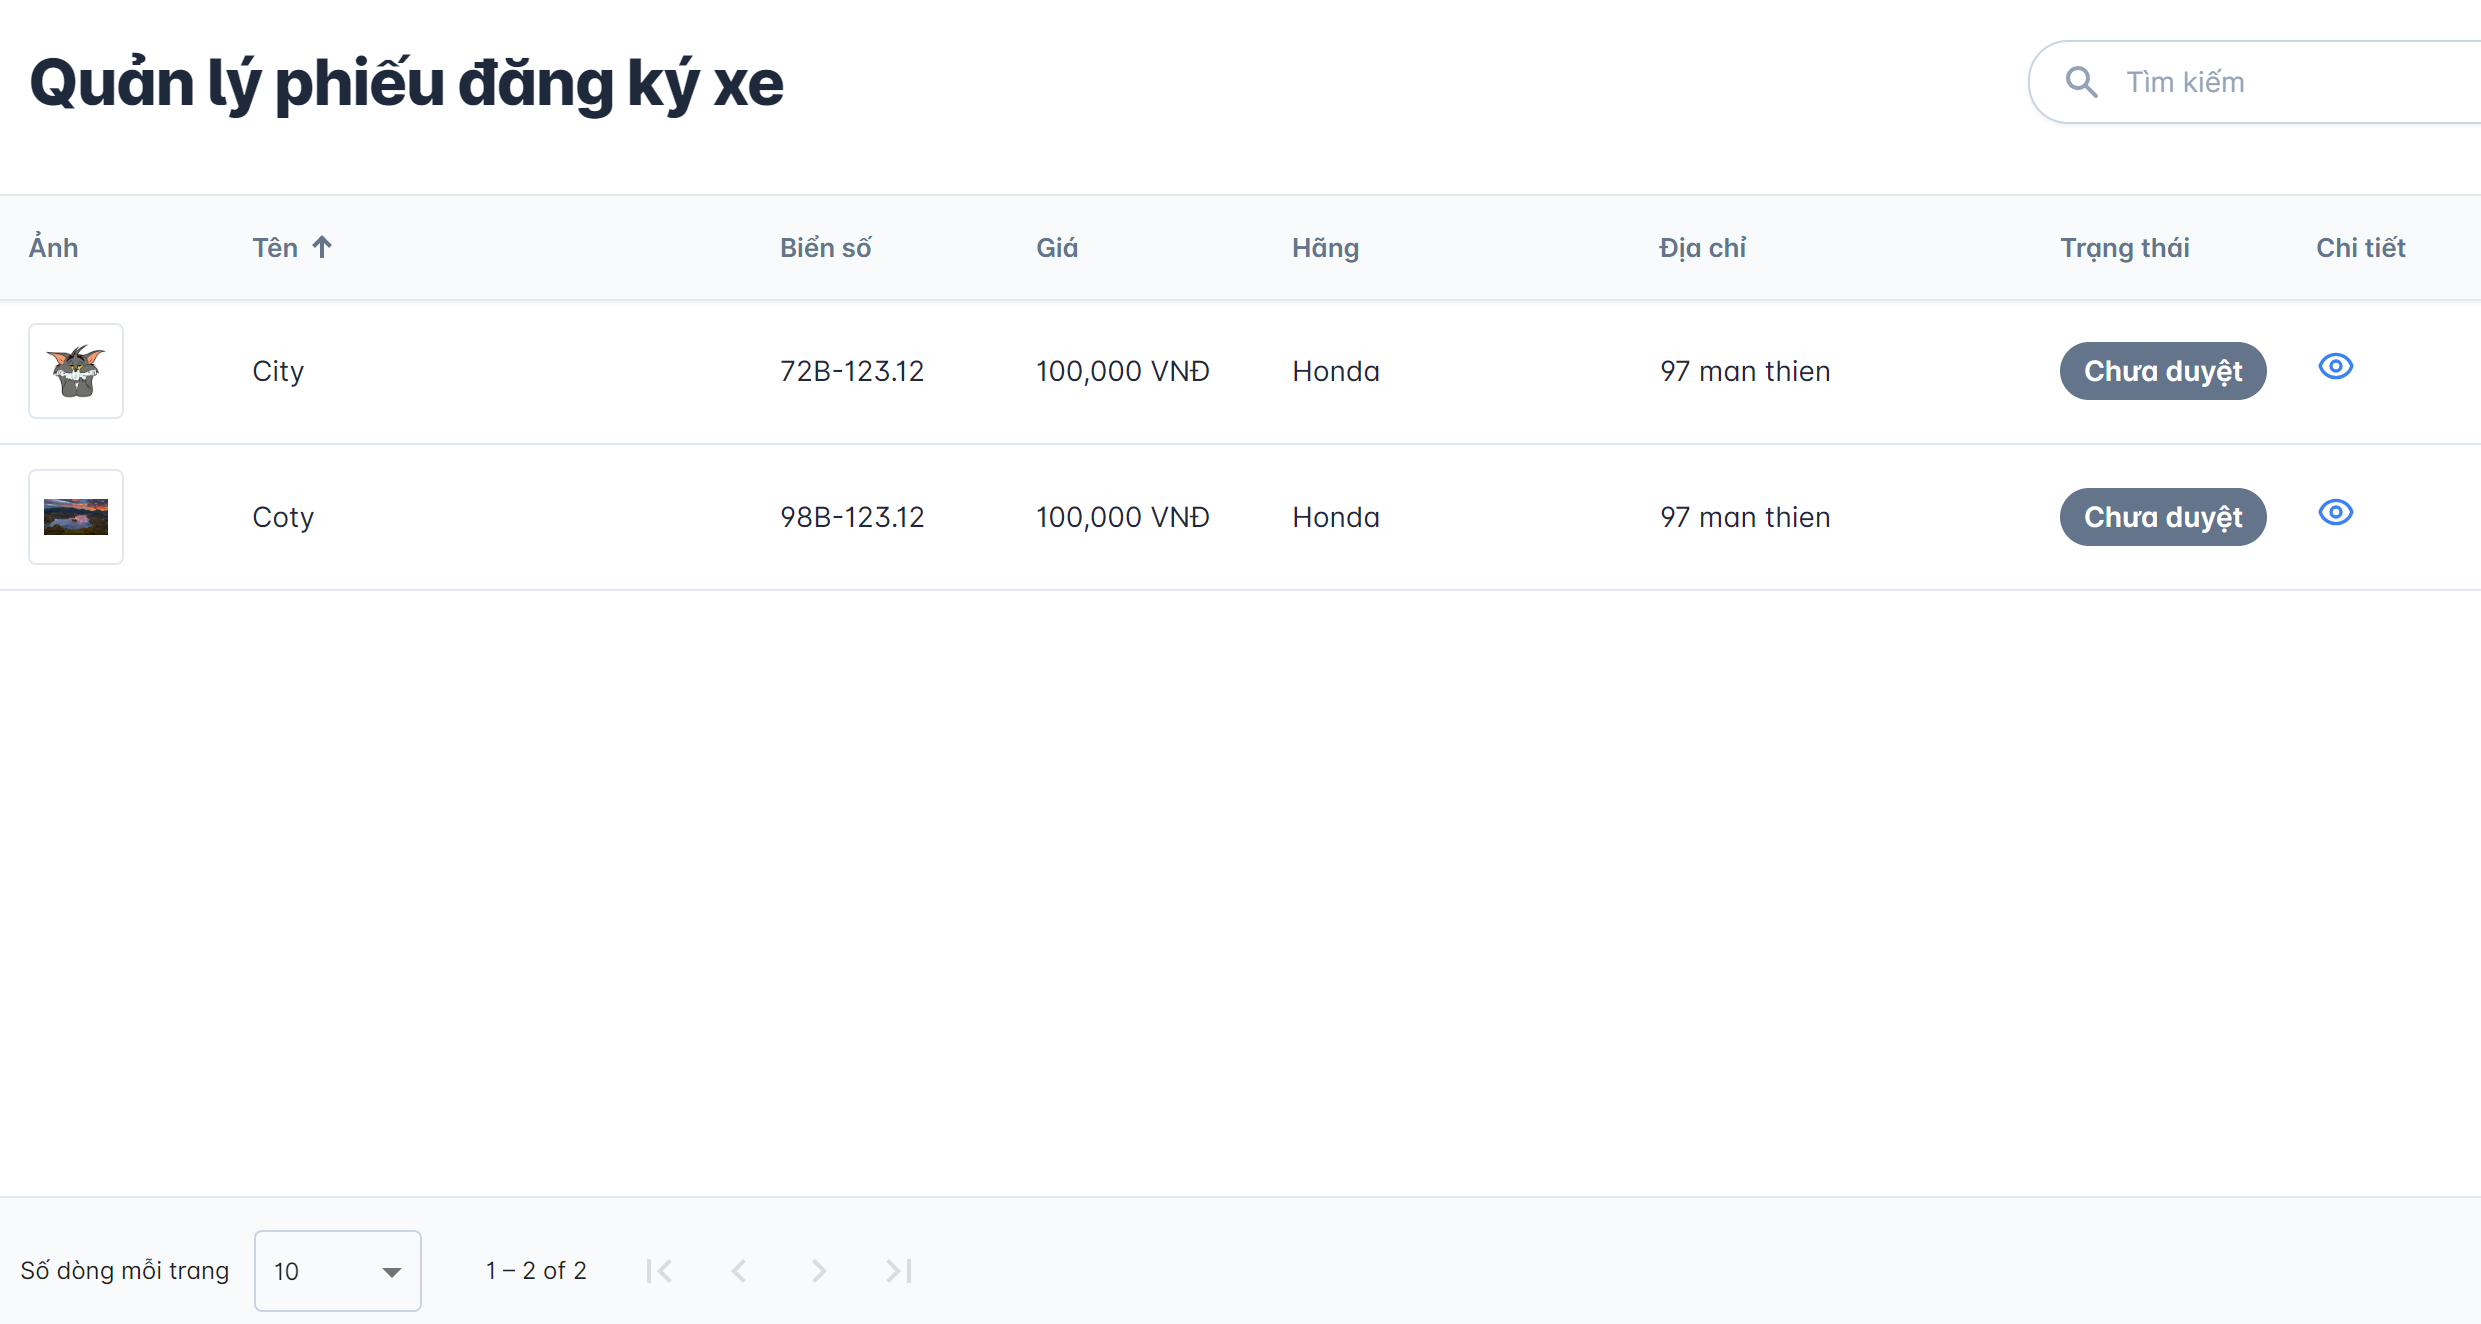 Quản lý phiếu đăng ký xe
Tìm kiếm
Ảnh Tên Biển số Giá Hãng Địa chỉ Trạng thái Chi tiết
City 72B-123.12 100,000 VNĐ Honda 97 man thien Chưa duyệt
Coty 98B-123.12 100,000 VNĐ Honda 97 man thien Chưa duyệt
Số dòng mỗi trang 10 1 – 2 of 2